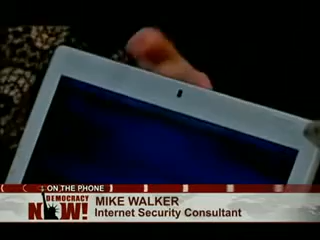 ON THE PHONE
DEMOCRACY
NOW!
MIKE WALKER
Internet Security Consultant